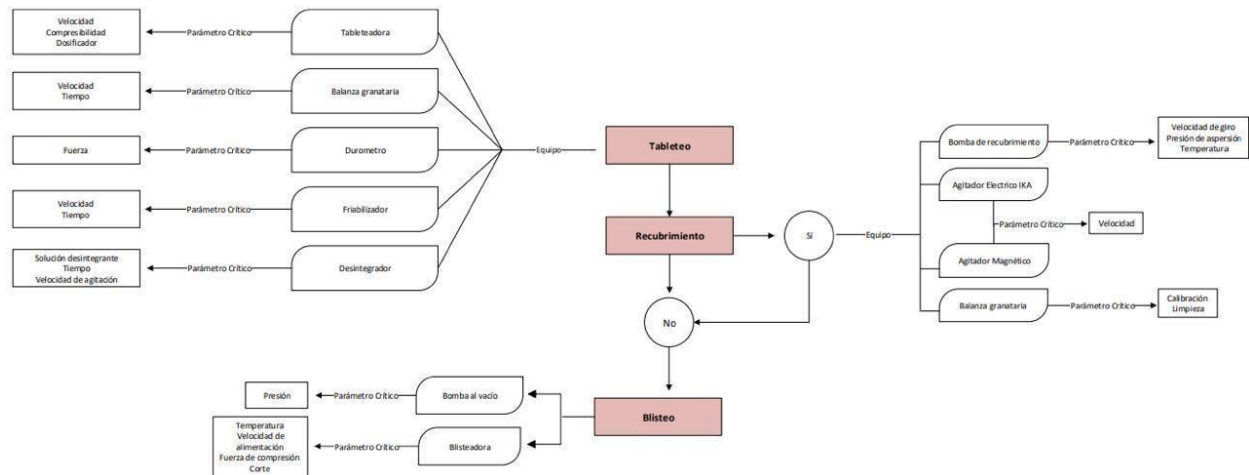 Velocidad
Compresibilidad
Dosificador
Parámetro Crítico
Tableteadora
Velocidad
Tiempo
Parámetro Crítico
Balanza granataria
Fuerza
Parámetro Crítico
Durometro
Velocidad
Tiempo
Parámetro Crítico
Friabilizador
Solución desintegrante
Tiempo
Velocidad de agitación
Parámetro Crítico
Desintegrador
Equipo
Tableteo
Recubrimiento
Sí
Equipo
Bomba de recubrimiento
Parámetro Crítico
Velocidad de giro
Presión de aspersión
Temperatura
Agitador Electrico IKA
Parámetro Crítico
Velocidad
Agitador Magnético
Balanza granataria
Parámetro Crítico
Calibración
Limpieza
No
Blisteo
Presión
Parámetro Crítico
Bomba al vacío
Temperatura
Velocidad de
alimentación
Fuerza de compresión
Corte
Parámetro Crítico
Blisteadora